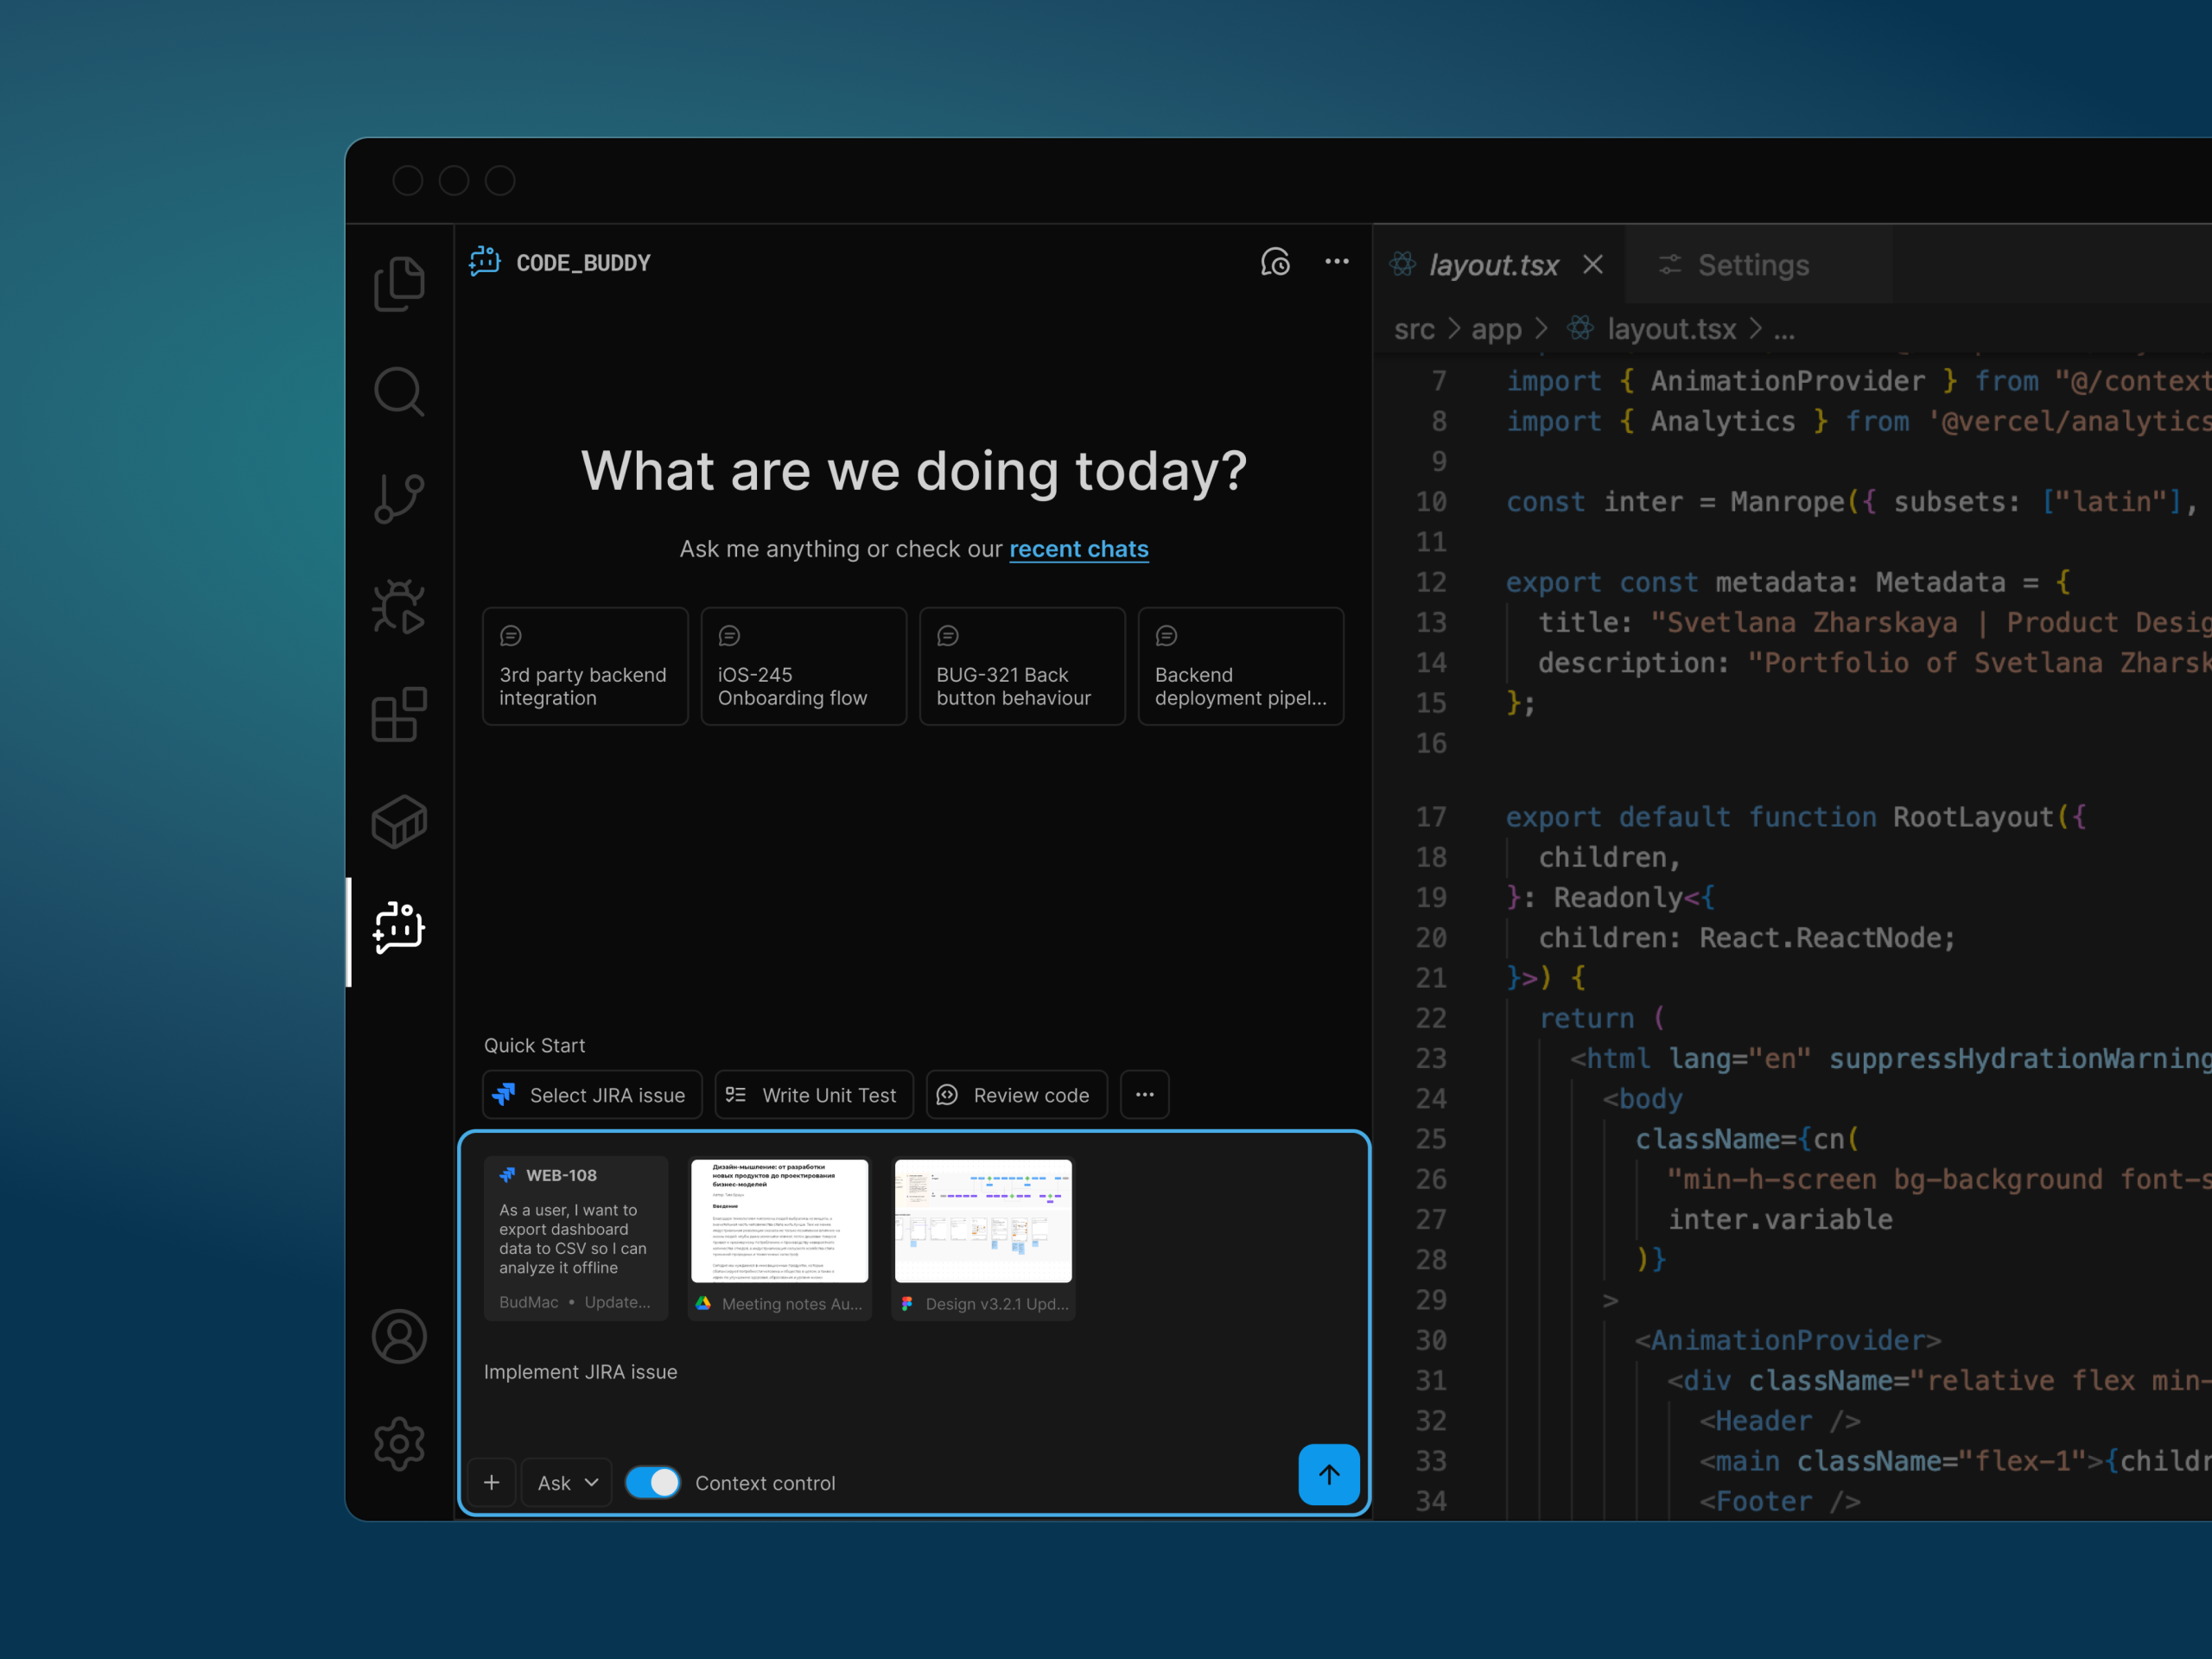 CODE_BUDDY
What are we doing today?
Ask me anything or check our recent chats
3rd party backend
integration
iOS-245
Onboarding flow
BUG-321 Back
button behaviour
Backend
deployment pipel...
Quick Start
Select JIRA issue
Write Unit Test
Review code
WEB-108
As a user, I want to
export dashboard
data to CSV so I can
analyze it offline
BudMac • Update...
Дизайн-мышление: от разработки
новых продуктов до проектирования
бизнес-моделей
Введение
Meeting notes Au...
Design v3.2.1 Upd...
Implement JIRA issue
Ask
Context control
layout.tsx
Settings
src > app > layout.tsx > ...
7 import { AnimationProvider } from "@/context
8 import { Analytics } from '@vercel/analytics
9
10 const inter = Manrope({ subsets: ["latin"],
11
12 export const metadata: Metadata = {
13 title: "Svetlana Zharskaya | Product Desig
14 description: "Portfolio of Svetlana Zharsk
15 };
16
17 export default function RootLayout({
18 children,
19 }: Readonly<{
20 children: React.ReactNode;
21 }>) {
22 return (
23 <html lang="en" suppressHydrationWarning
24 <body
25 className={cn(
26 "min-h-screen bg-background font-s
27 inter.variable
28 )}
29 >
30 <AnimationProvider>
31 <div className="relative flex min-
32 <Header />
33 <main className="flex-1">{childr
34 <Footer />